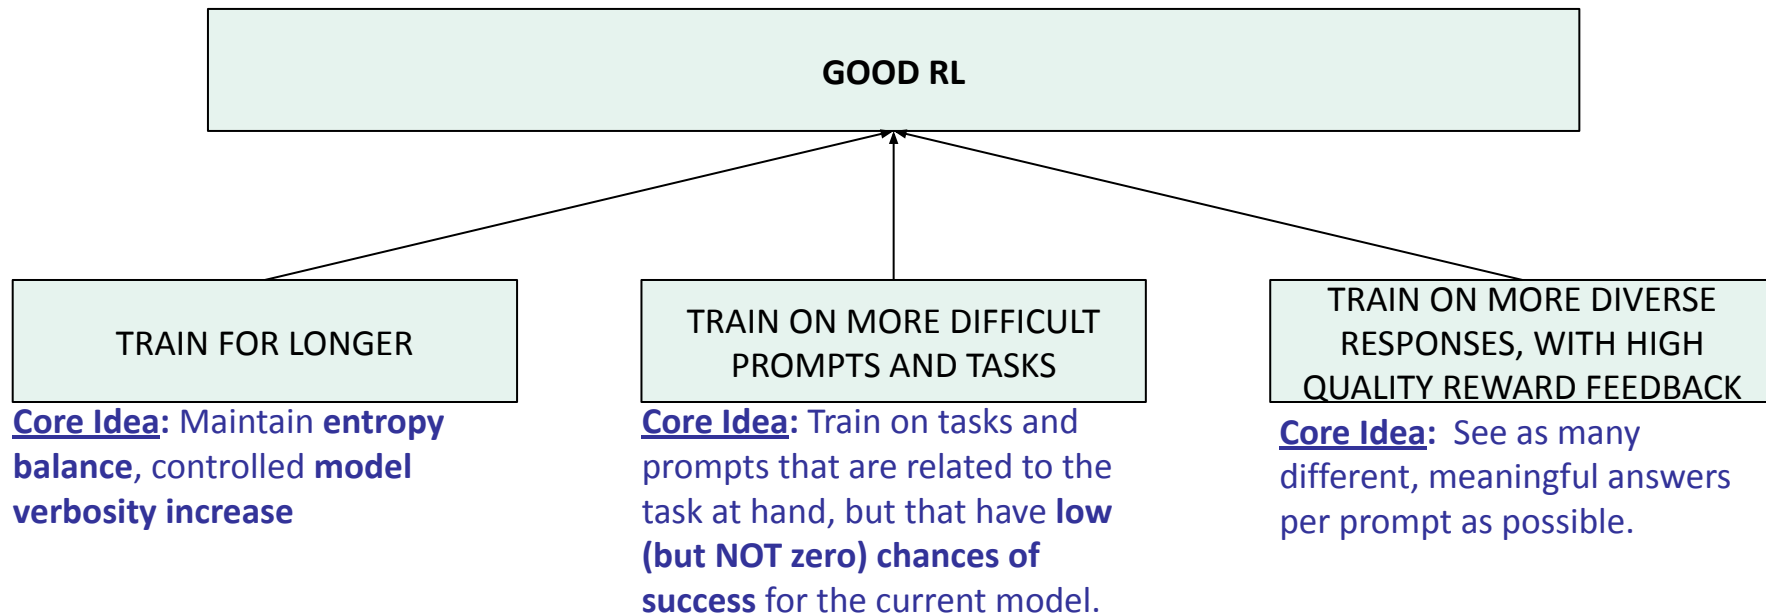 GOOD RL
TRAIN FOR LONGER
Core Idea: Maintain entropy
balance, controlled model
verbosity increase
TRAIN ON MORE DIFFICULT
PROMPTS AND TASKS
Core Idea: Train on tasks and
prompts that are related to the
task at hand, but that have low
(but NOT zero) chances of
success for the current model.
TRAIN ON MORE DIVERSE
RESPONSES, WITH HIGH
QUALITY REWARD FEEDBACK
Core Idea: See as many
different, meaningful answers
per prompt as possible.